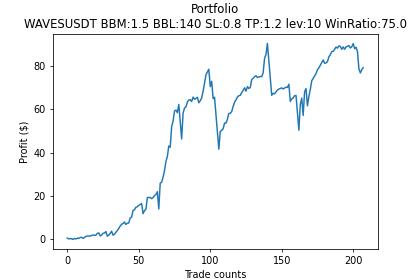 Portfolio
WAVESUSDT BBM:1.5 BBL:140 SL:0.8 TP:1.2 lev:10 WinRatio:75.0
Profit ($)
80
60
40
20
0
0 50 100 150 200
Trade counts